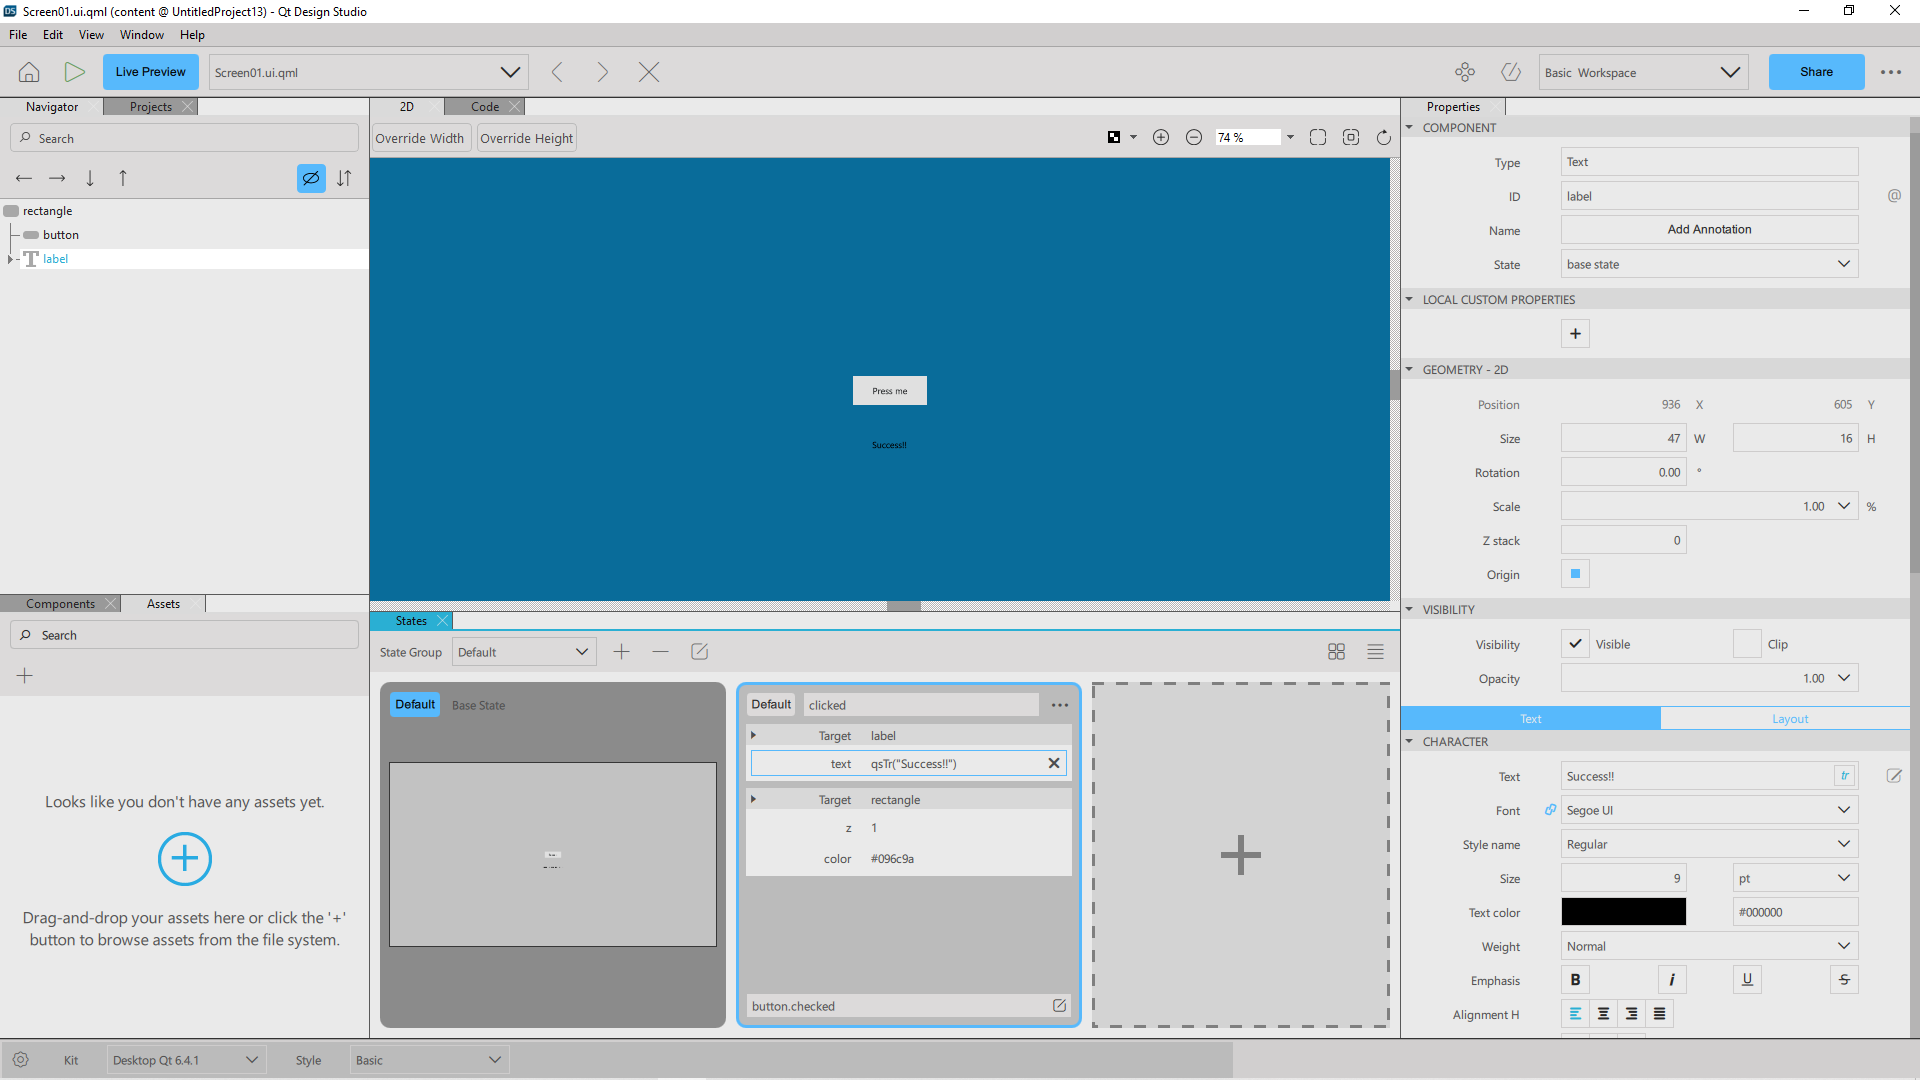 DS Screen01.ui.qml (content @ UntitledProject13) - Qt Design Studio
File Edit View Window Help
Live Preview Screen01.ui.qml Basic Workspace Share
Navigator Projects 2D Code Properties
Search
Override Width Override Height 74 %
rectangle
button
label
Press me
Success!!
COMPONENT
Type Text
ID label @
Name Add Annotation
State base state
LOCAL CUSTOM PROPERTIES
GEOMETRY - 2D
Position 936 X 605 Y
Size 47 W 16 H
Rotation 0.00 °
Scale 1.00 %
Z stack 0
Origin
VISIBILITY
Visibility Visible Clip
Opacity 1.00
Text Layout
CHARACTER
Text Success!! tr
Font Segoe UI
Style name Regular
Size 9 pt
Text color #000000
Weight Normal
Emphasis B i U S
Alignment H
Components Assets
Search
Looks like you don't have any assets yet.
Drag-and-drop your assets here or click the '+'
button to browse assets from the file system.
States
State Group Default
Default Base State
Default clicked
Target label
text qsTr("Success!!")
Target rectangle
z 1
color #096c9a
button.checked
Kit Desktop Qt 6.4.1 Style Basic